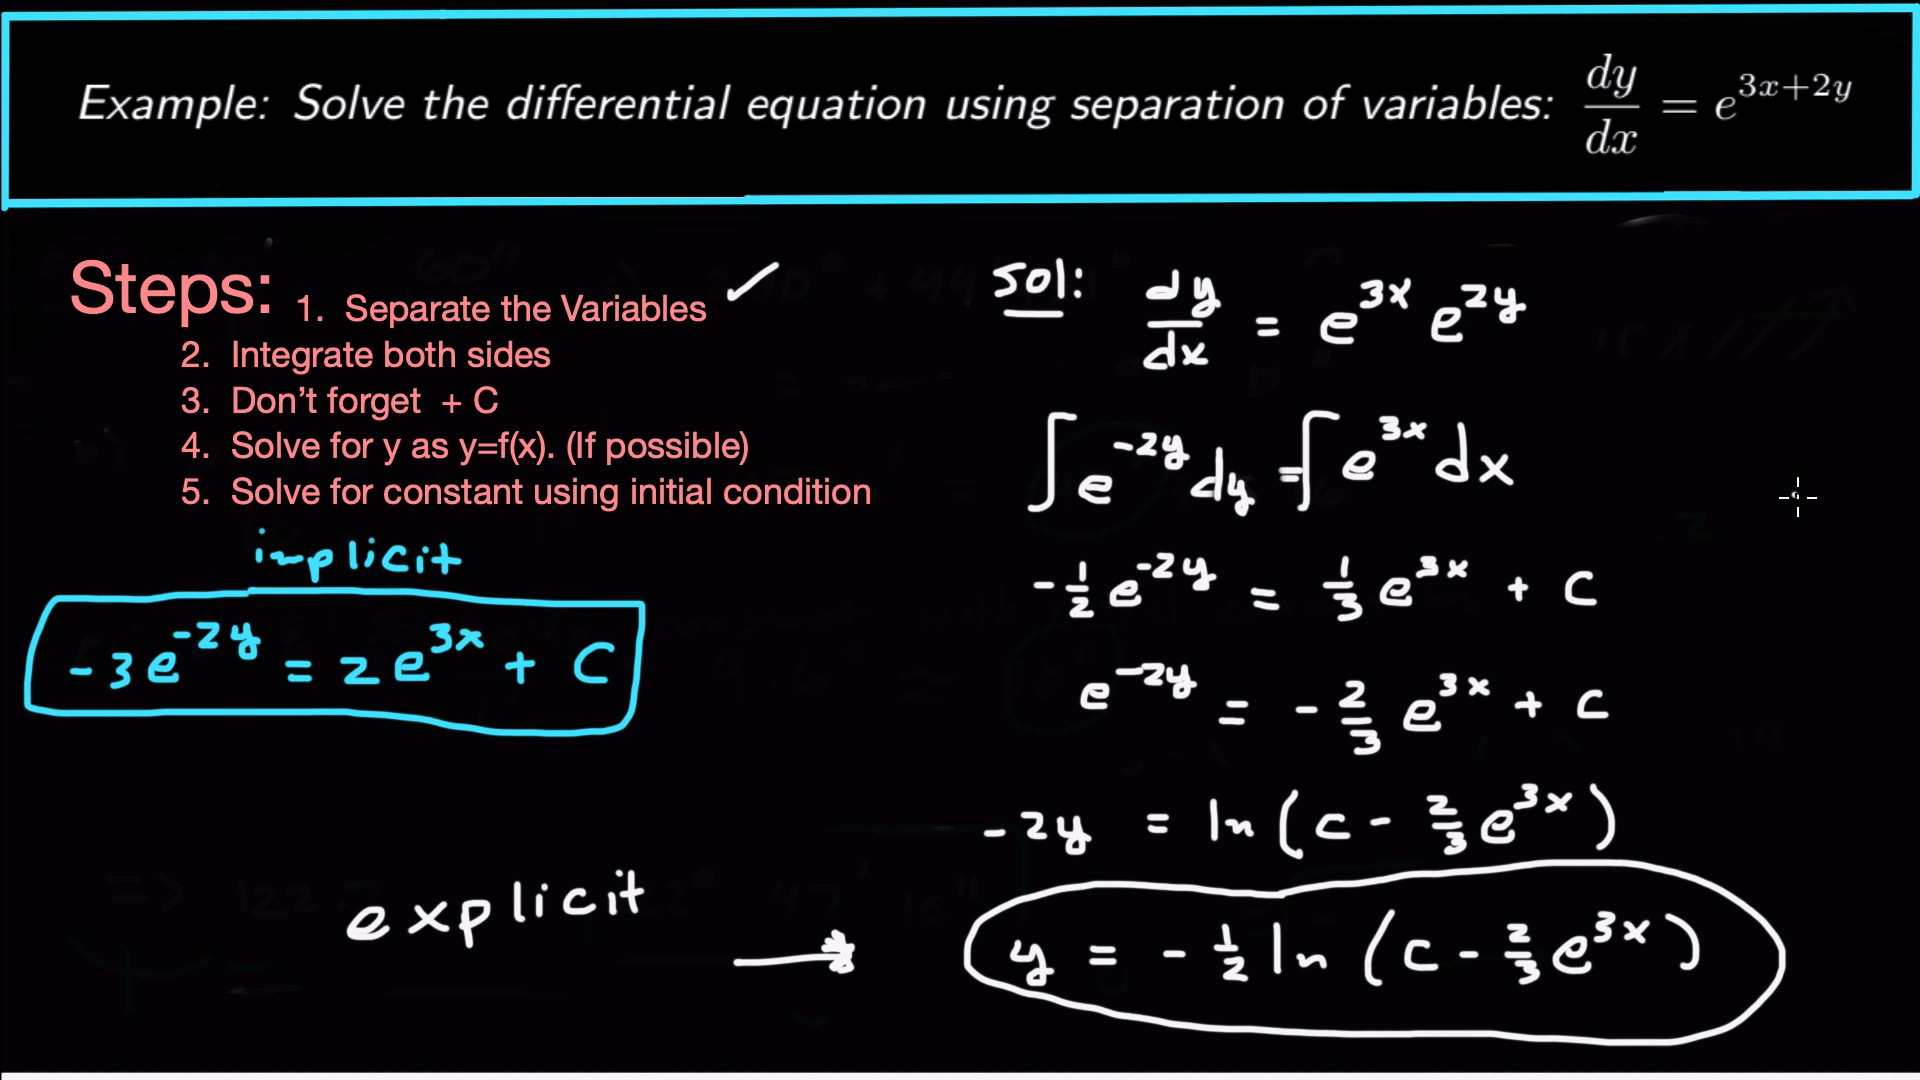 Example: Solve the differential equation using separation of variables: dy/dx = e^{3x+2y}
Steps: 1. Separate the Variables ✓
2. Integrate both sides
3. Don’t forget + C
4. Solve for y as y=f(x). (If possible)
5. Solve for constant using initial condition
implicit
-3e^{-2y} = 2e^{3x} + C
explicit →
Sol: dy/dx = e^{3x} e^{2y}
∫ e^{-2y} dy = ∫ e^{3x} dx
-1/2 e^{-2y} = 1/3 e^{3x} + C
e^{-2y} = -2/3 e^{3x} + C
-2y = ln(c - 2/3 e^{3x})
y = -1/2 ln(c - 2/3 e^{3x})